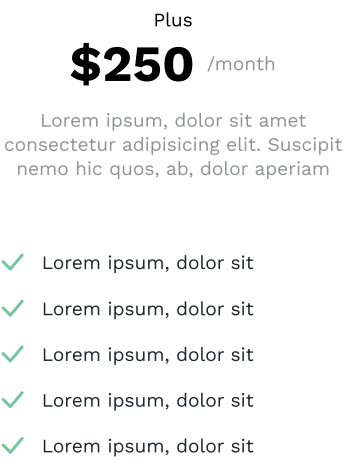 Plus
$250 /month
Lorem ipsum, dolor sit amet
consectetur adipisicing elit. Suscipit
nemo hic quos, ab, dolor aperiam
Lorem ipsum, dolor sit
Lorem ipsum, dolor sit
Lorem ipsum, dolor sit
Lorem ipsum, dolor sit
Lorem ipsum, dolor sit